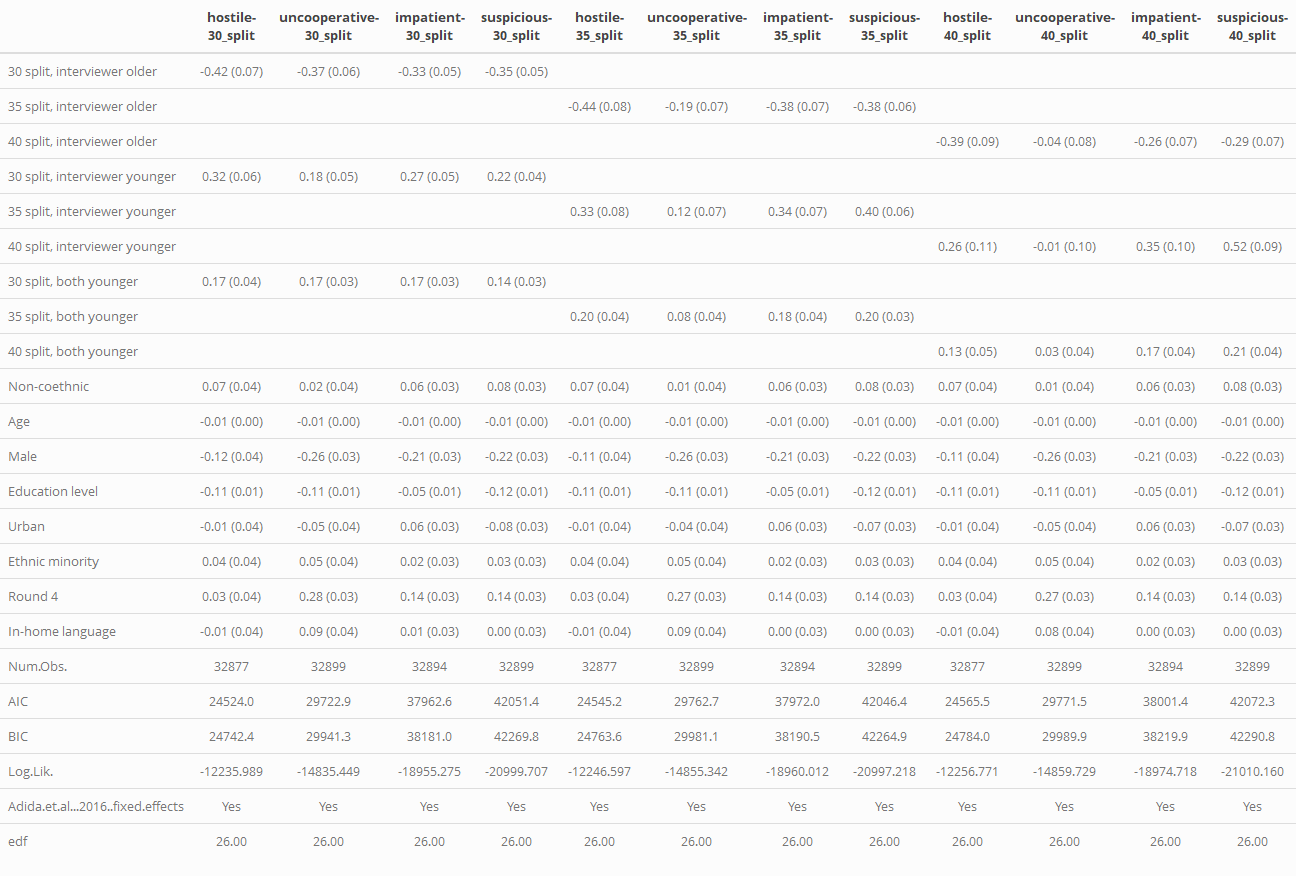 hostile- uncooperative- impatient- suspicious- hostile- uncooperative- impatient- suspicious- hostile- uncooperative- impatient- suspicious-
30_split 30_split 30_split 30_split 35_split 35_split 35_split 35_split 40_split 40_split 40_split 40_split
30 split, interviewer older -0.42 (0.07) -0.37 (0.06) -0.33 (0.05) -0.35 (0.05)
35 split, interviewer older -0.44 (0.08) -0.19 (0.07) -0.38 (0.07) -0.38 (0.06)
40 split, interviewer older -0.39 (0.09) -0.04 (0.08) -0.26 (0.07) -0.29 (0.07)
30 split, interviewer younger 0.32 (0.06) 0.18 (0.05) 0.27 (0.05) 0.22 (0.04)
35 split, interviewer younger 0.33 (0.08) 0.12 (0.07) 0.34 (0.07) 0.40 (0.06)
40 split, interviewer younger 0.26 (0.11) -0.01 (0.10) 0.35 (0.10) 0.52 (0.09)
30 split, both younger 0.17 (0.04) 0.17 (0.03) 0.17 (0.03) 0.14 (0.03)
35 split, both younger 0.20 (0.04) 0.08 (0.04) 0.18 (0.04) 0.20 (0.03)
40 split, both younger 0.13 (0.05) 0.03 (0.04) 0.17 (0.04) 0.21 (0.04)
Non-coethnic 0.07 (0.04) 0.02 (0.04) 0.06 (0.03) 0.08 (0.03) 0.07 (0.04) 0.01 (0.04) 0.06 (0.03) 0.08 (0.03) 0.07 (0.04) 0.01 (0.04) 0.06 (0.03) 0.08 (0.03)
Age -0.01 (0.00) -0.01 (0.00) -0.01 (0.00) -0.01 (0.00) -0.01 (0.00) -0.01 (0.00) -0.01 (0.00) -0.01 (0.00) -0.01 (0.00) -0.01 (0.00) -0.01 (0.00) -0.01 (0.00)
Male -0.12 (0.04) -0.26 (0.03) -0.21 (0.03) -0.22 (0.03) -0.11 (0.04) -0.26 (0.03) -0.21 (0.03) -0.22 (0.03) -0.11 (0.04) -0.26 (0.03) -0.21 (0.03) -0.22 (0.03)
Education level -0.11 (0.01) -0.11 (0.01) -0.05 (0.01) -0.12 (0.01) -0.11 (0.01) -0.11 (0.01) -0.05 (0.01) -0.12 (0.01) -0.11 (0.01) -0.11 (0.01) -0.05 (0.01) -0.12 (0.01)
Urban -0.01 (0.04) -0.05 (0.04) 0.06 (0.03) -0.08 (0.03) -0.01 (0.04) -0.04 (0.04) 0.06 (0.03) -0.07 (0.03) -0.01 (0.04) -0.05 (0.04) 0.06 (0.03) -0.07 (0.03)
Ethnic minority 0.04 (0.04) 0.05 (0.04) 0.02 (0.03) 0.03 (0.03) 0.04 (0.04) 0.05 (0.04) 0.02 (0.03) 0.03 (0.03) 0.04 (0.04) 0.05 (0.04) 0.02 (0.03) 0.03 (0.03)
Round 4 0.03 (0.04) 0.28 (0.03) 0.14 (0.03) 0.14 (0.03) 0.03 (0.04) 0.27 (0.03) 0.14 (0.03) 0.14 (0.03) 0.03 (0.04) 0.27 (0.03) 0.14 (0.03) 0.14 (0.03)
In-home language -0.01 (0.04) 0.09 (0.04) 0.01 (0.03) 0.00 (0.03) -0.01 (0.04) 0.09 (0.04) 0.00 (0.03) 0.00 (0.03) -0.01 (0.04) 0.08 (0.04) 0.00 (0.03) 0.00 (0.03)
Num.Obs. 32877 32899 32894 32899 32877 32899 32894 32899 32877 32899 32894 32899
AIC 24524.0 29722.9 37962.6 42051.4 24545.2 29762.7 37972.0 42046.4 24565.5 29771.5 38001.4 42072.3
BIC 24742.4 29941.3 38181.0 42269.8 24763.6 29981.1 38190.5 42264.9 24784.0 29989.9 38219.9 42290.8
Log.Lik. -12235.989 -14835.449 -18955.275 -20999.707 -12246.597 -14855.342 -18960.012 -20997.218 -12256.771 -14859.729 -18974.718 -21010.160
Adida.et.al...2016..fixed.effects Yes Yes Yes Yes Yes Yes Yes Yes Yes Yes Yes Yes
edf 26.00 26.00 26.00 26.00 26.00 26.00 26.00 26.00 26.00 26.00 26.00 26.00